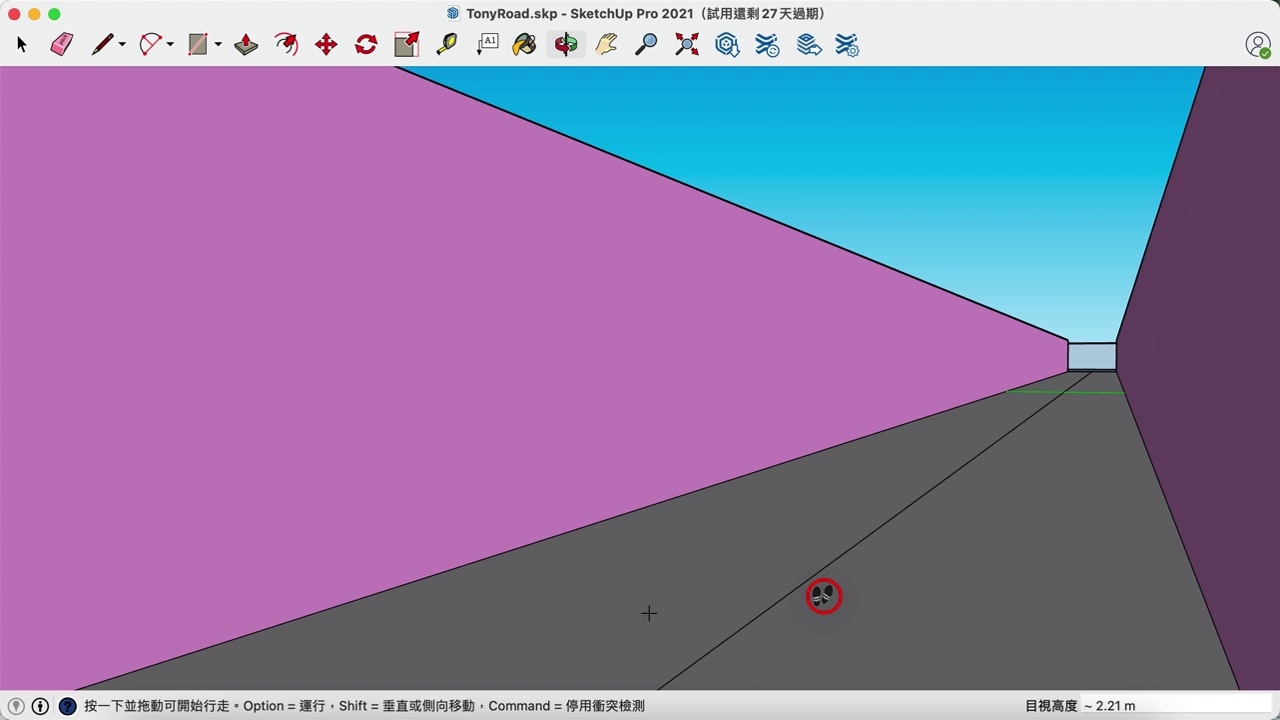 TonyRoad.skp - SketchUp Pro 2021（試用還剩 27 天過期）
A1
按一下並拖動可開始行走。Option = 運行，Shift = 垂直或側向移動，Command = 停用衝突檢測
目視高度 ~ 2.21 m